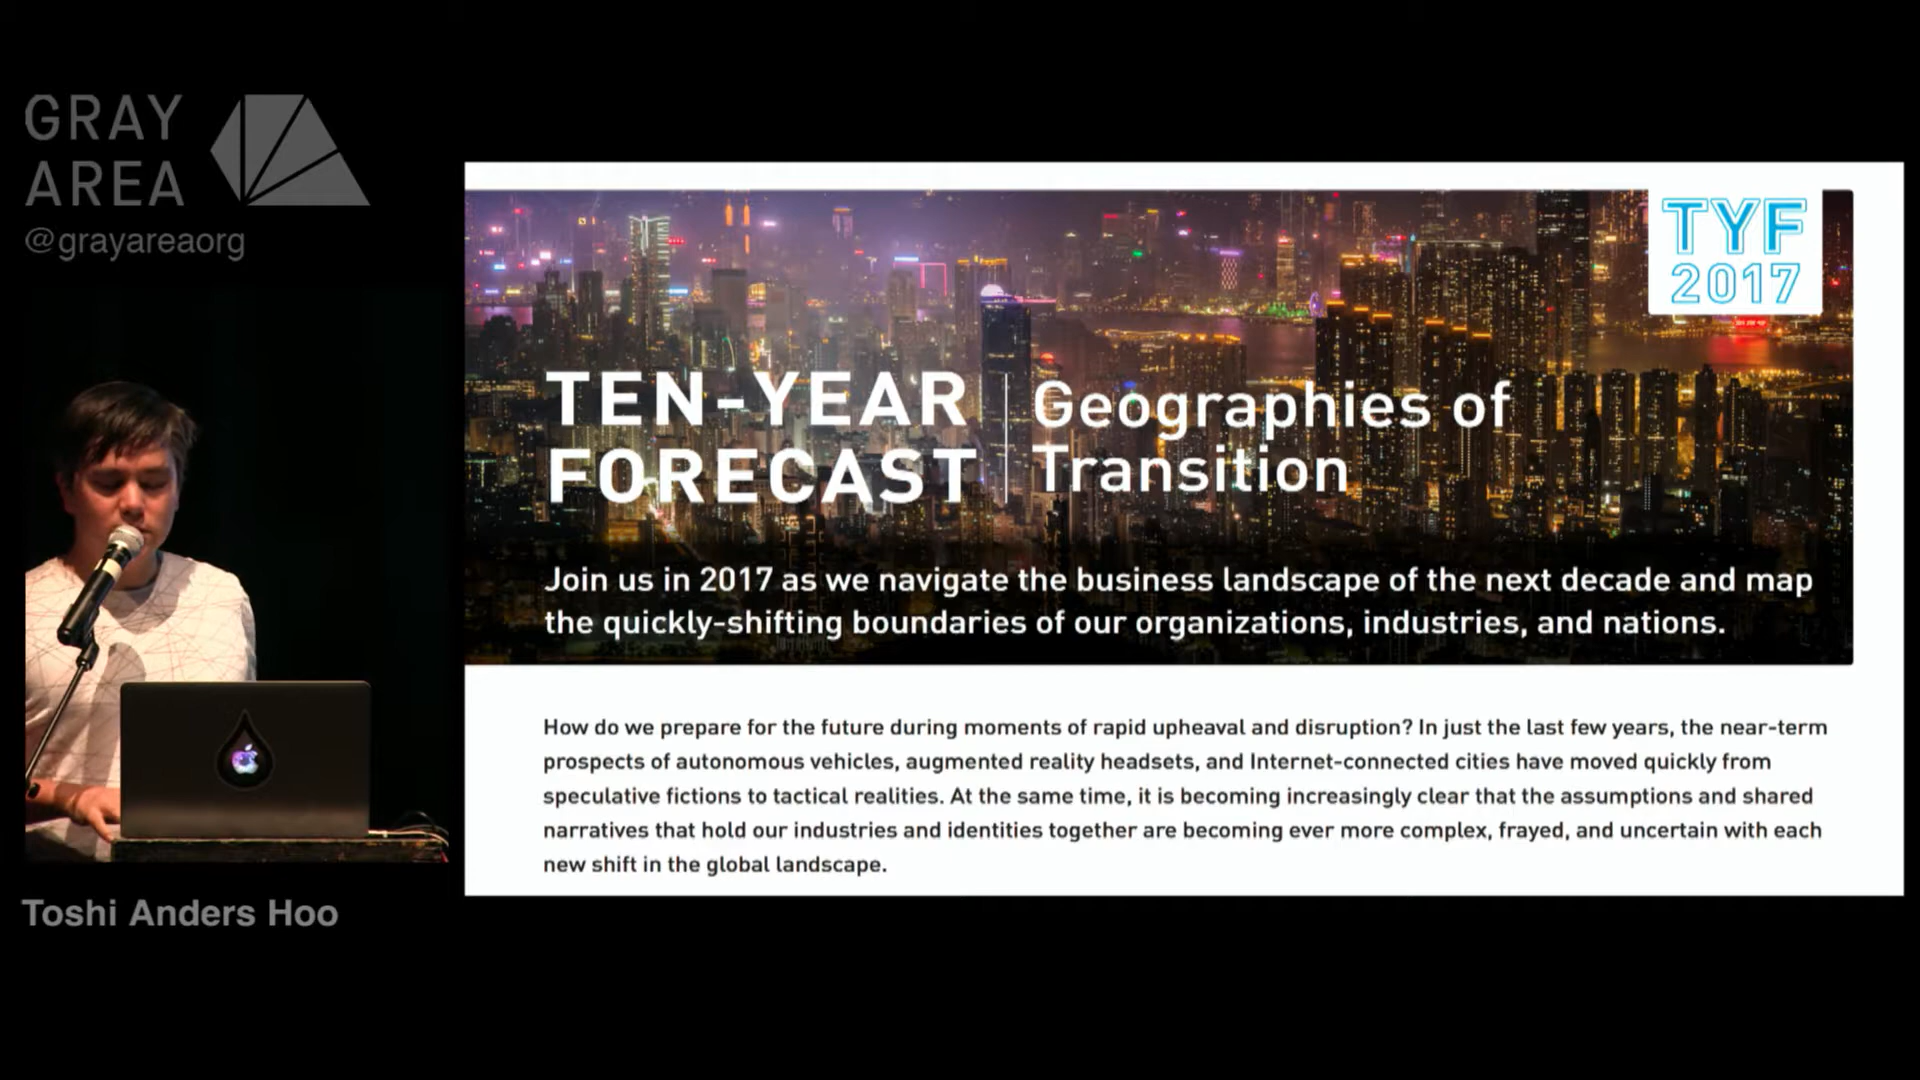 GRAY
AREA
@grayareaorg
TYF
2017
TEN-YEAR
FORECAST
Geographies of
Transition
Join us in 2017 as we navigate the business landscape of the next decade and map
the quickly-shifting boundaries of our organizations, industries, and nations.
How do we prepare for the future during moments of rapid upheaval and disruption? In just the last few years, the near-term
prospects of autonomous vehicles, augmented reality headsets, and Internet-connected cities have moved quickly from
speculative fictions to tactical realities. At the same time, it is becoming increasingly clear that the assumptions and shared
narratives that hold our industries and identities together are becoming ever more complex, frayed, and uncertain with each
new shift in the global landscape.
Toshi Anders Hoo